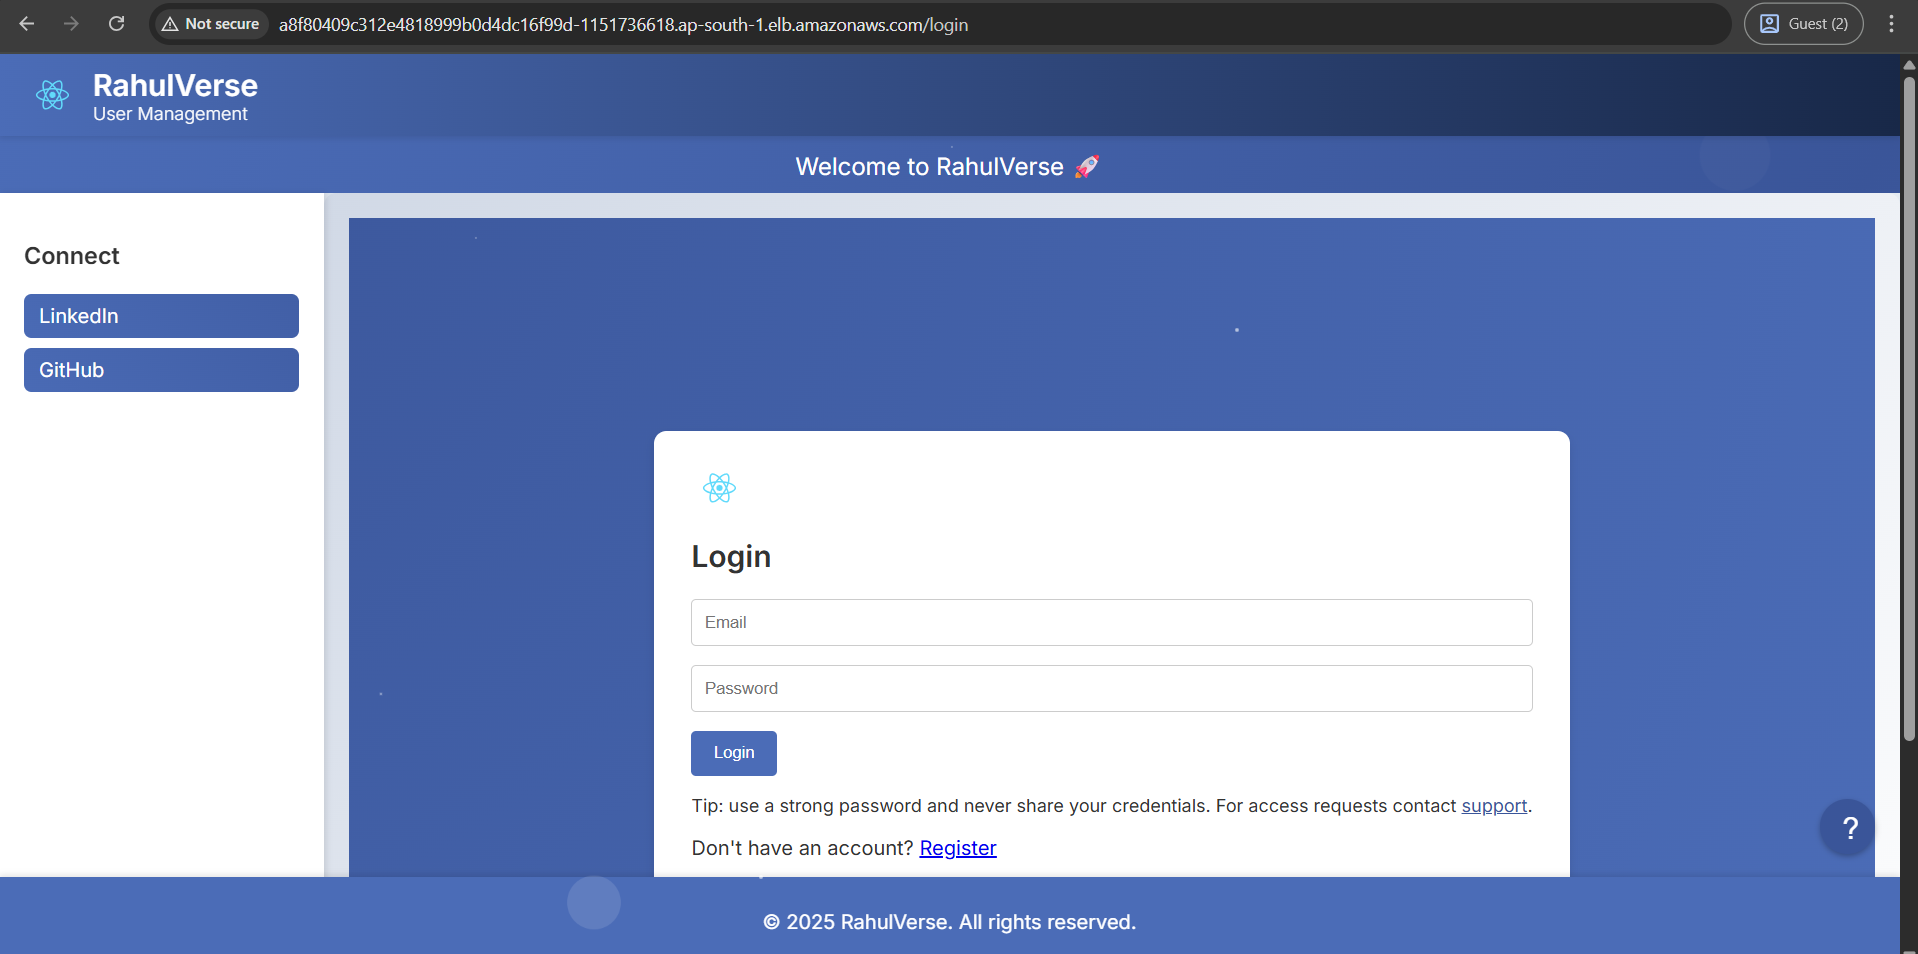 Not secure
a8f80409c312e4818999b0d4dc16f99d-1151736618.ap-south-1.elb.amazonaws.com/login
Guest (2)
RahulVerse
User Management
Welcome to RahulVerse 🚀
Connect
LinkedIn
GitHub
Login
Email
Password
Login
Tip: use a strong password and never share your credentials. For access requests contact support.
Don't have an account? Register
?
© 2025 RahulVerse. All rights reserved.